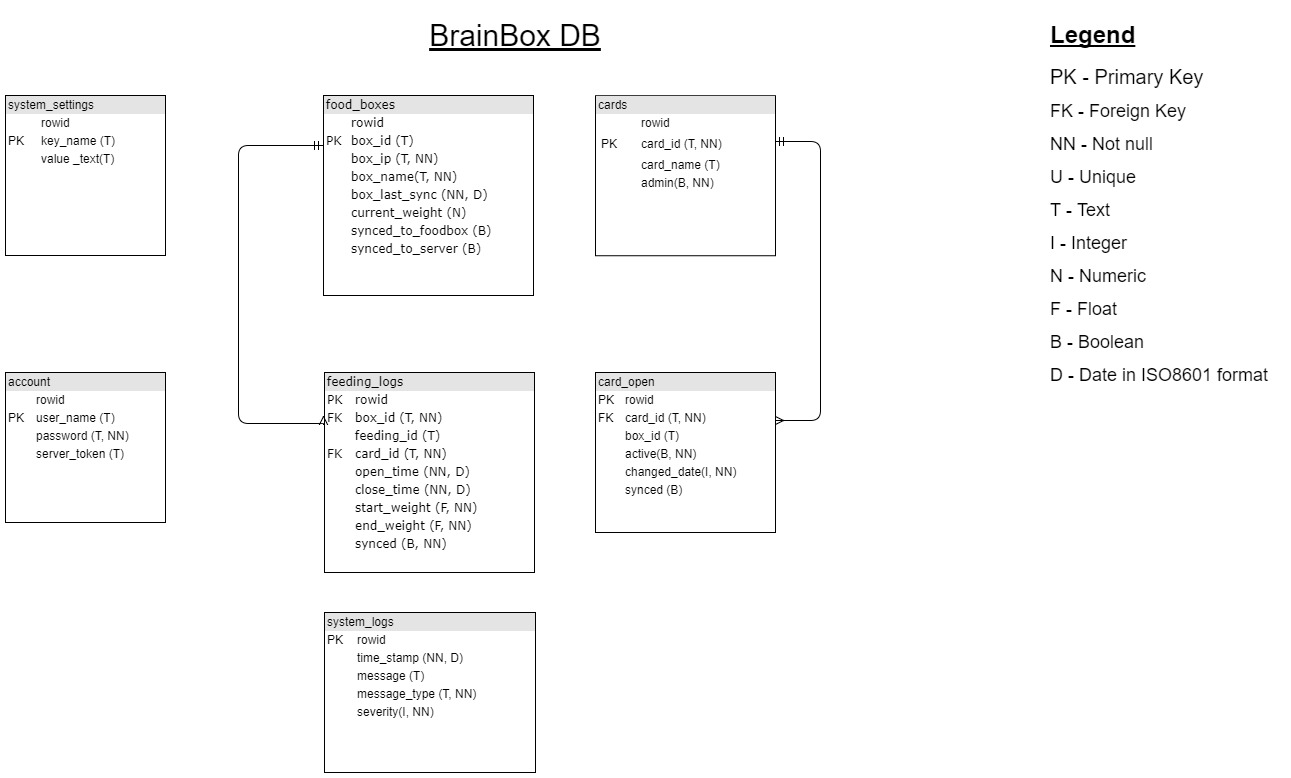 BrainBox DB
system_settings
rowid
PK key_name (T)
value _text(T)
food_boxes
rowid
PK box_id (T)
box_ip (T, NN)
box_name(T, NN)
box_last_sync (NN, D)
current_weight (N)
synced_to_foodbox (B)
synced_to_server (B)
cards
rowid
PK card_id (T, NN)
card_name (T)
admin(B, NN)
account
rowid
PK user_name (T)
password (T, NN)
server_token (T)
feeding_logs
PK rowid
FK box_id (T, NN)
feeding_id (T)
FK card_id (T, NN)
open_time (NN, D)
close_time (NN, D)
start_weight (F, NN)
end_weight (F, NN)
synced (B, NN)
card_open
PK rowid
FK card_id (T, NN)
box_id (T)
active(B, NN)
changed_date(I, NN)
synced (B)
system_logs
PK rowid
time_stamp (NN, D)
message (T)
message_type (T, NN)
severity(I, NN)
Legend
PK - Primary Key
FK - Foreign Key
NN - Not null
U - Unique
T - Text
I - Integer
N - Numeric
F - Float
B - Boolean
D - Date in ISO8601 format